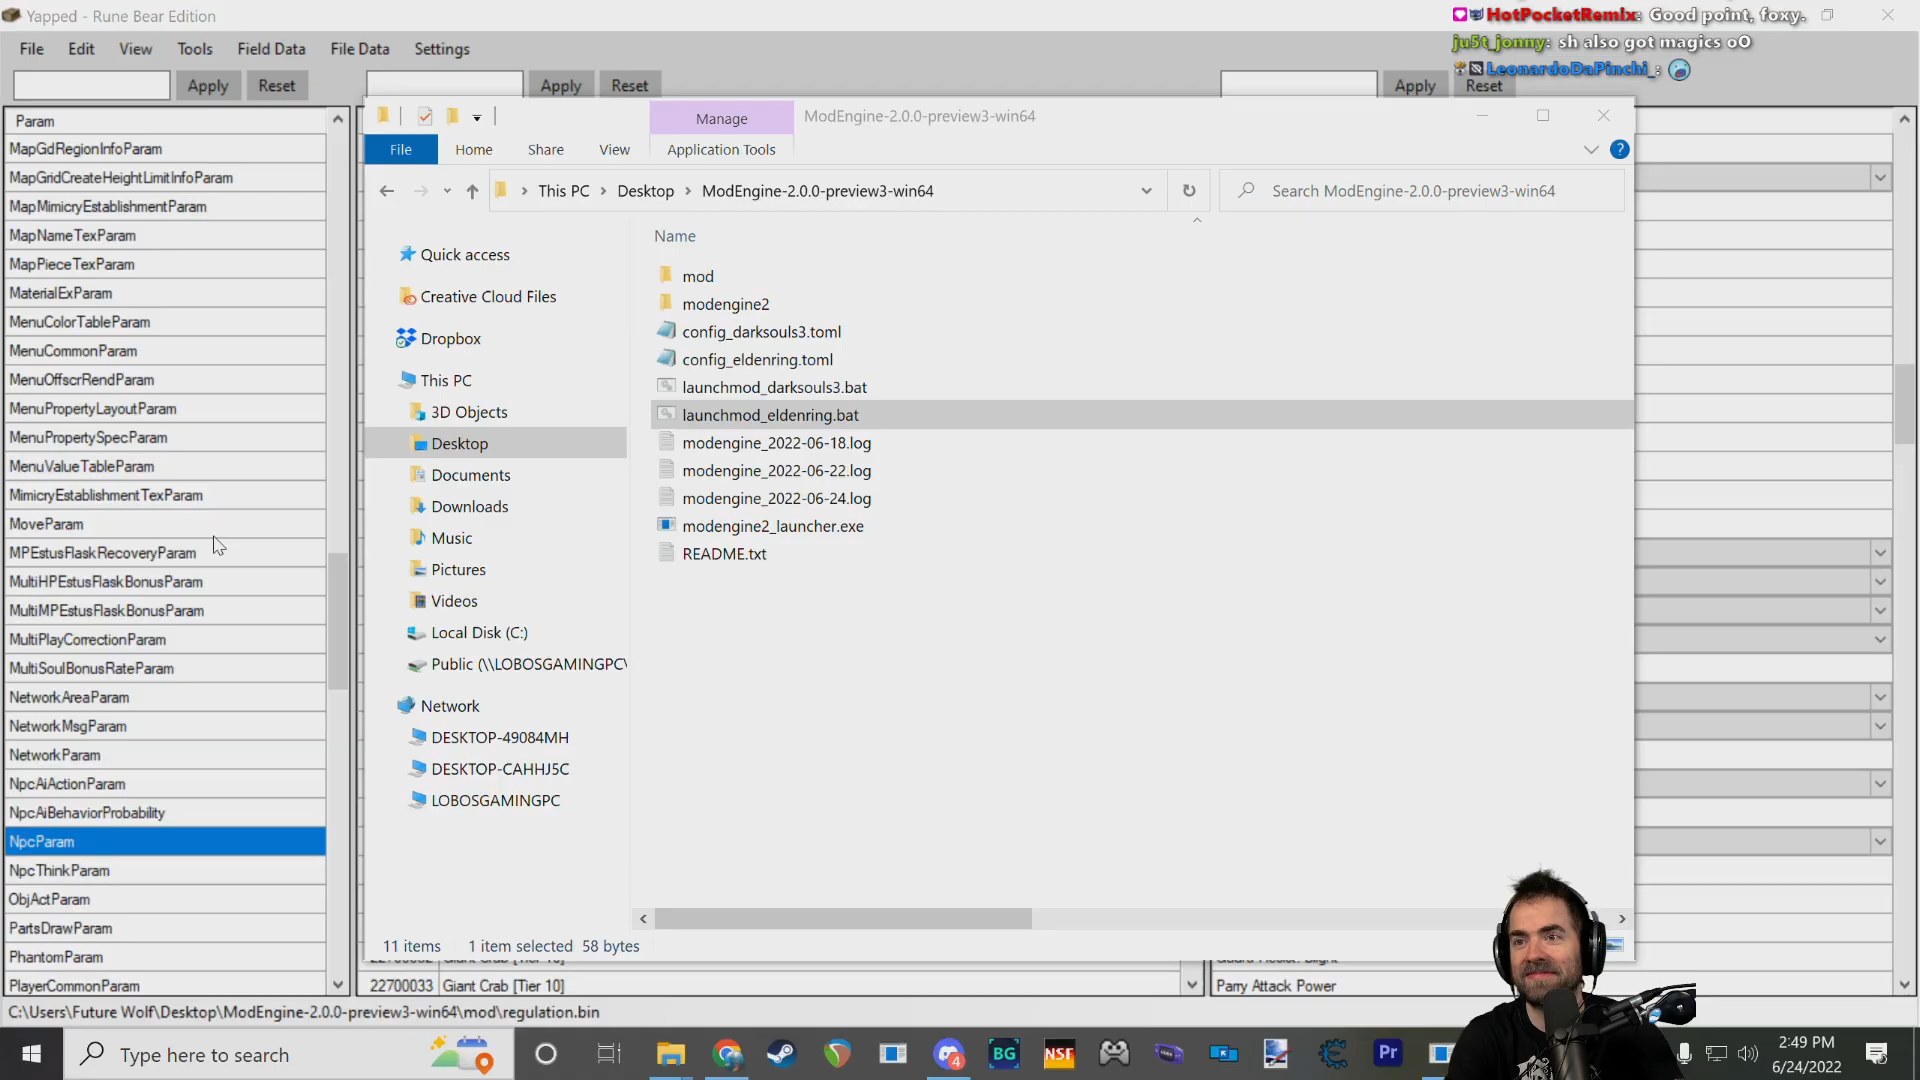 Yapped - Rune Bear Edition
HotPocketRemix: Good point, foxy.
ju5t_jonny: sh also got magics oO
LeonardoDaPinchi_:
File Edit View Tools Field Data File Data Settings
Apply Reset Apply Reset Apply Reset
Param
MapGdRegionInfoParam
MapGridCreateHeightLimitInfoParam
MapMimicryEstablishmentParam
MapNameTexParam
MapPieceTexParam
MaterialExParam
MenuColorTableParam
MenuCommonParam
MenuOffscrRendParam
MenuPropertyLayoutParam
MenuPropertySpecParam
MenuValueTableParam
MimicryEstablishmentTexParam
MoveParam
MPEstusFlaskRecoveryParam
MultiHPEstusFlaskBonusParam
MultiMPEstusFlaskBonusParam
MultiPlayCorrectionParam
MultiSoulBonusRateParam
NetworkAreaParam
NetworkMsgParam
NetworkParam
NpcAiActionParam
NpcAiBehaviorProbability
NpcParam
NpcThinkParam
ObjActParam
PartsDrawParam
PhantomParam
PlayerCommonParam
Manage
ModEngine-2.0.0-preview3-win64
File Home Share View Application Tools
This PC > Desktop > ModEngine-2.0.0-preview3-win64
Search ModEngine-2.0.0-preview3-win64
Quick access
Creative Cloud Files
Dropbox
This PC
3D Objects
Desktop
Documents
Downloads
Music
Pictures
Videos
Local Disk (C:)
Public (\\LOBOSGAMINGPC\
Network
DESKTOP-49084MH
DESKTOP-CAHHJ5C
LOBOSGAMINGPC
Name
mod
modengine2
config_darksouls3.toml
config_eldenring.toml
launchmod_darksouls3.bat
launchmod_eldenring.bat
modengine_2022-06-18.log
modengine_2022-06-22.log
modengine_2022-06-24.log
modengine2_launcher.exe
README.txt
11 items 1 item selected 58 bytes
22700033 Giant Crab [Tier 10]
Parry Attack Power
C:\Users\Future Wolf\Desktop\ModEngine-2.0.0-preview3-win64\mod\regulation.bin
Type here to search
4
BG
NSF
Pr
2:49 PM
6/24/2022